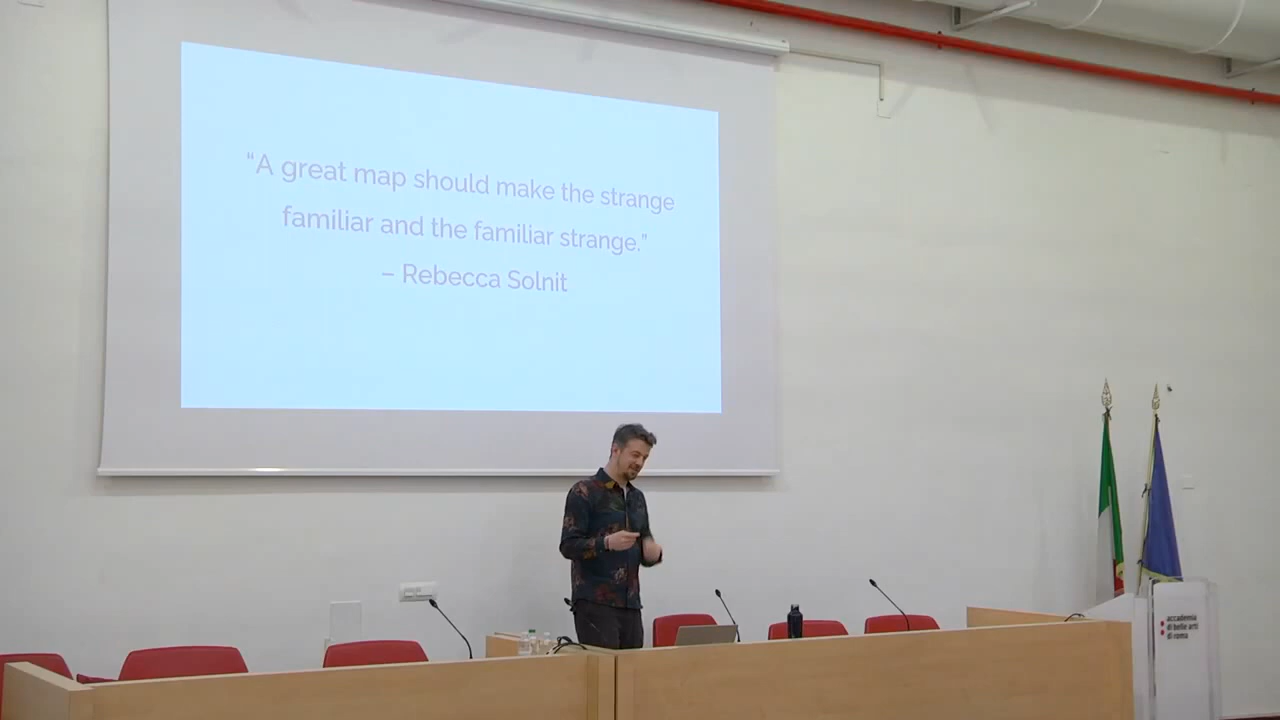 “A great map should make the strange
familiar and the familiar strange.”
– Rebecca Solnit
accademia
di belle arti
di roma